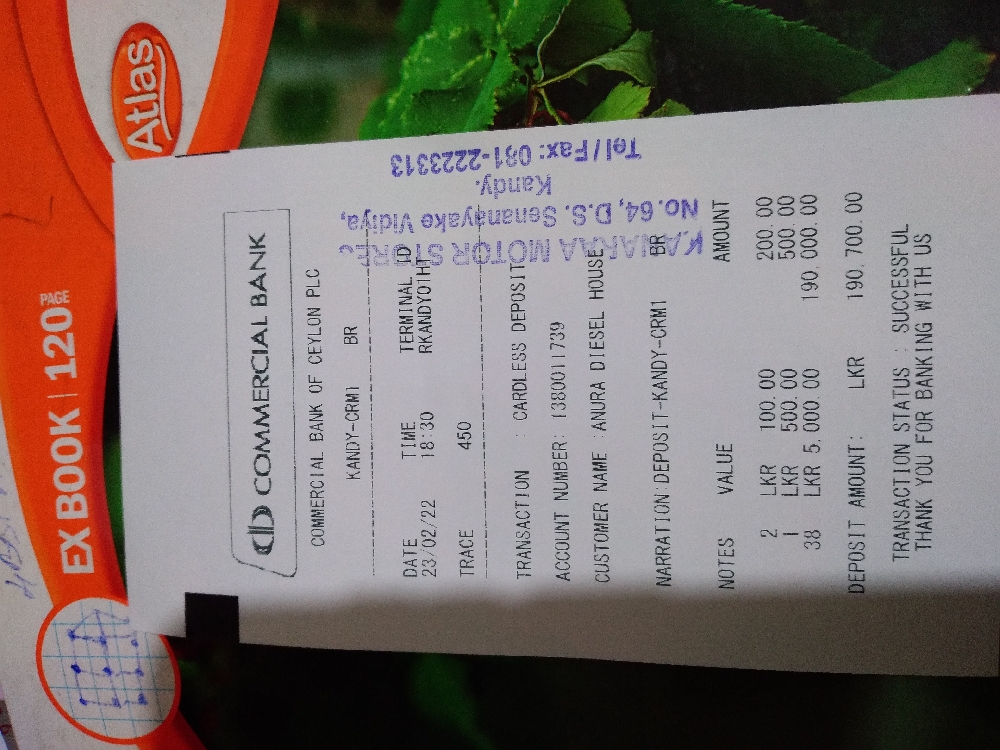 Atlas
EX BOOK | 120 PAGE
COMMERCIAL BANK
COMMERCIAL BANK OF CEYLON PLC
KANDY-CRM1 BR
DATE TIME TERMINAL ID
23/02/22 18:30 RKANDY01H
TRACE 450
TRANSACTION : CARDLESS DEPOSIT
ACCOUNT NUMBER: 1380011739
CUSTOMER NAME :ANURA DIESEL HOUSE
NARRATION:DEPOSIT-KANDY-CRM1 BR
NOTES VALUE AMOUNT
2 LKR 100.00 200.00
1 LKR 500.00 500.00
38 LKR 5,000.00 190,000.00
DEPOSIT AMOUNT: LKR 190,700.00
TRANSACTION STATUS : SUCCESSFUL
THANK YOU FOR BANKING WITH US
KANARAA MOTOR STORES
No. 64, D.S. Senanayake Vidiya,
Kandy.
Tel/Fax: 081-2223313